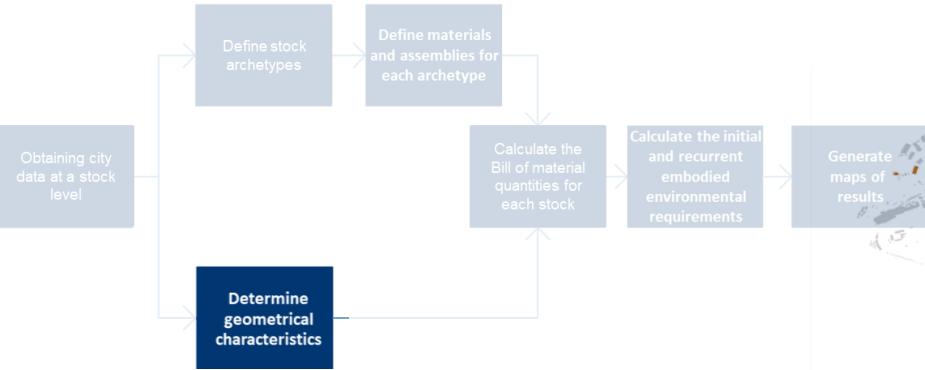 Define stock
archetypes
Define materials
and assemblies for
each archetype
Obtaining city
data at a stock
level
Calculate the
Bill of material
quantities for
each stock
Calculate the initial
and recurrent
embodied
environmental
requirements
Generate
maps of
results
Determine
geometrical
characteristics